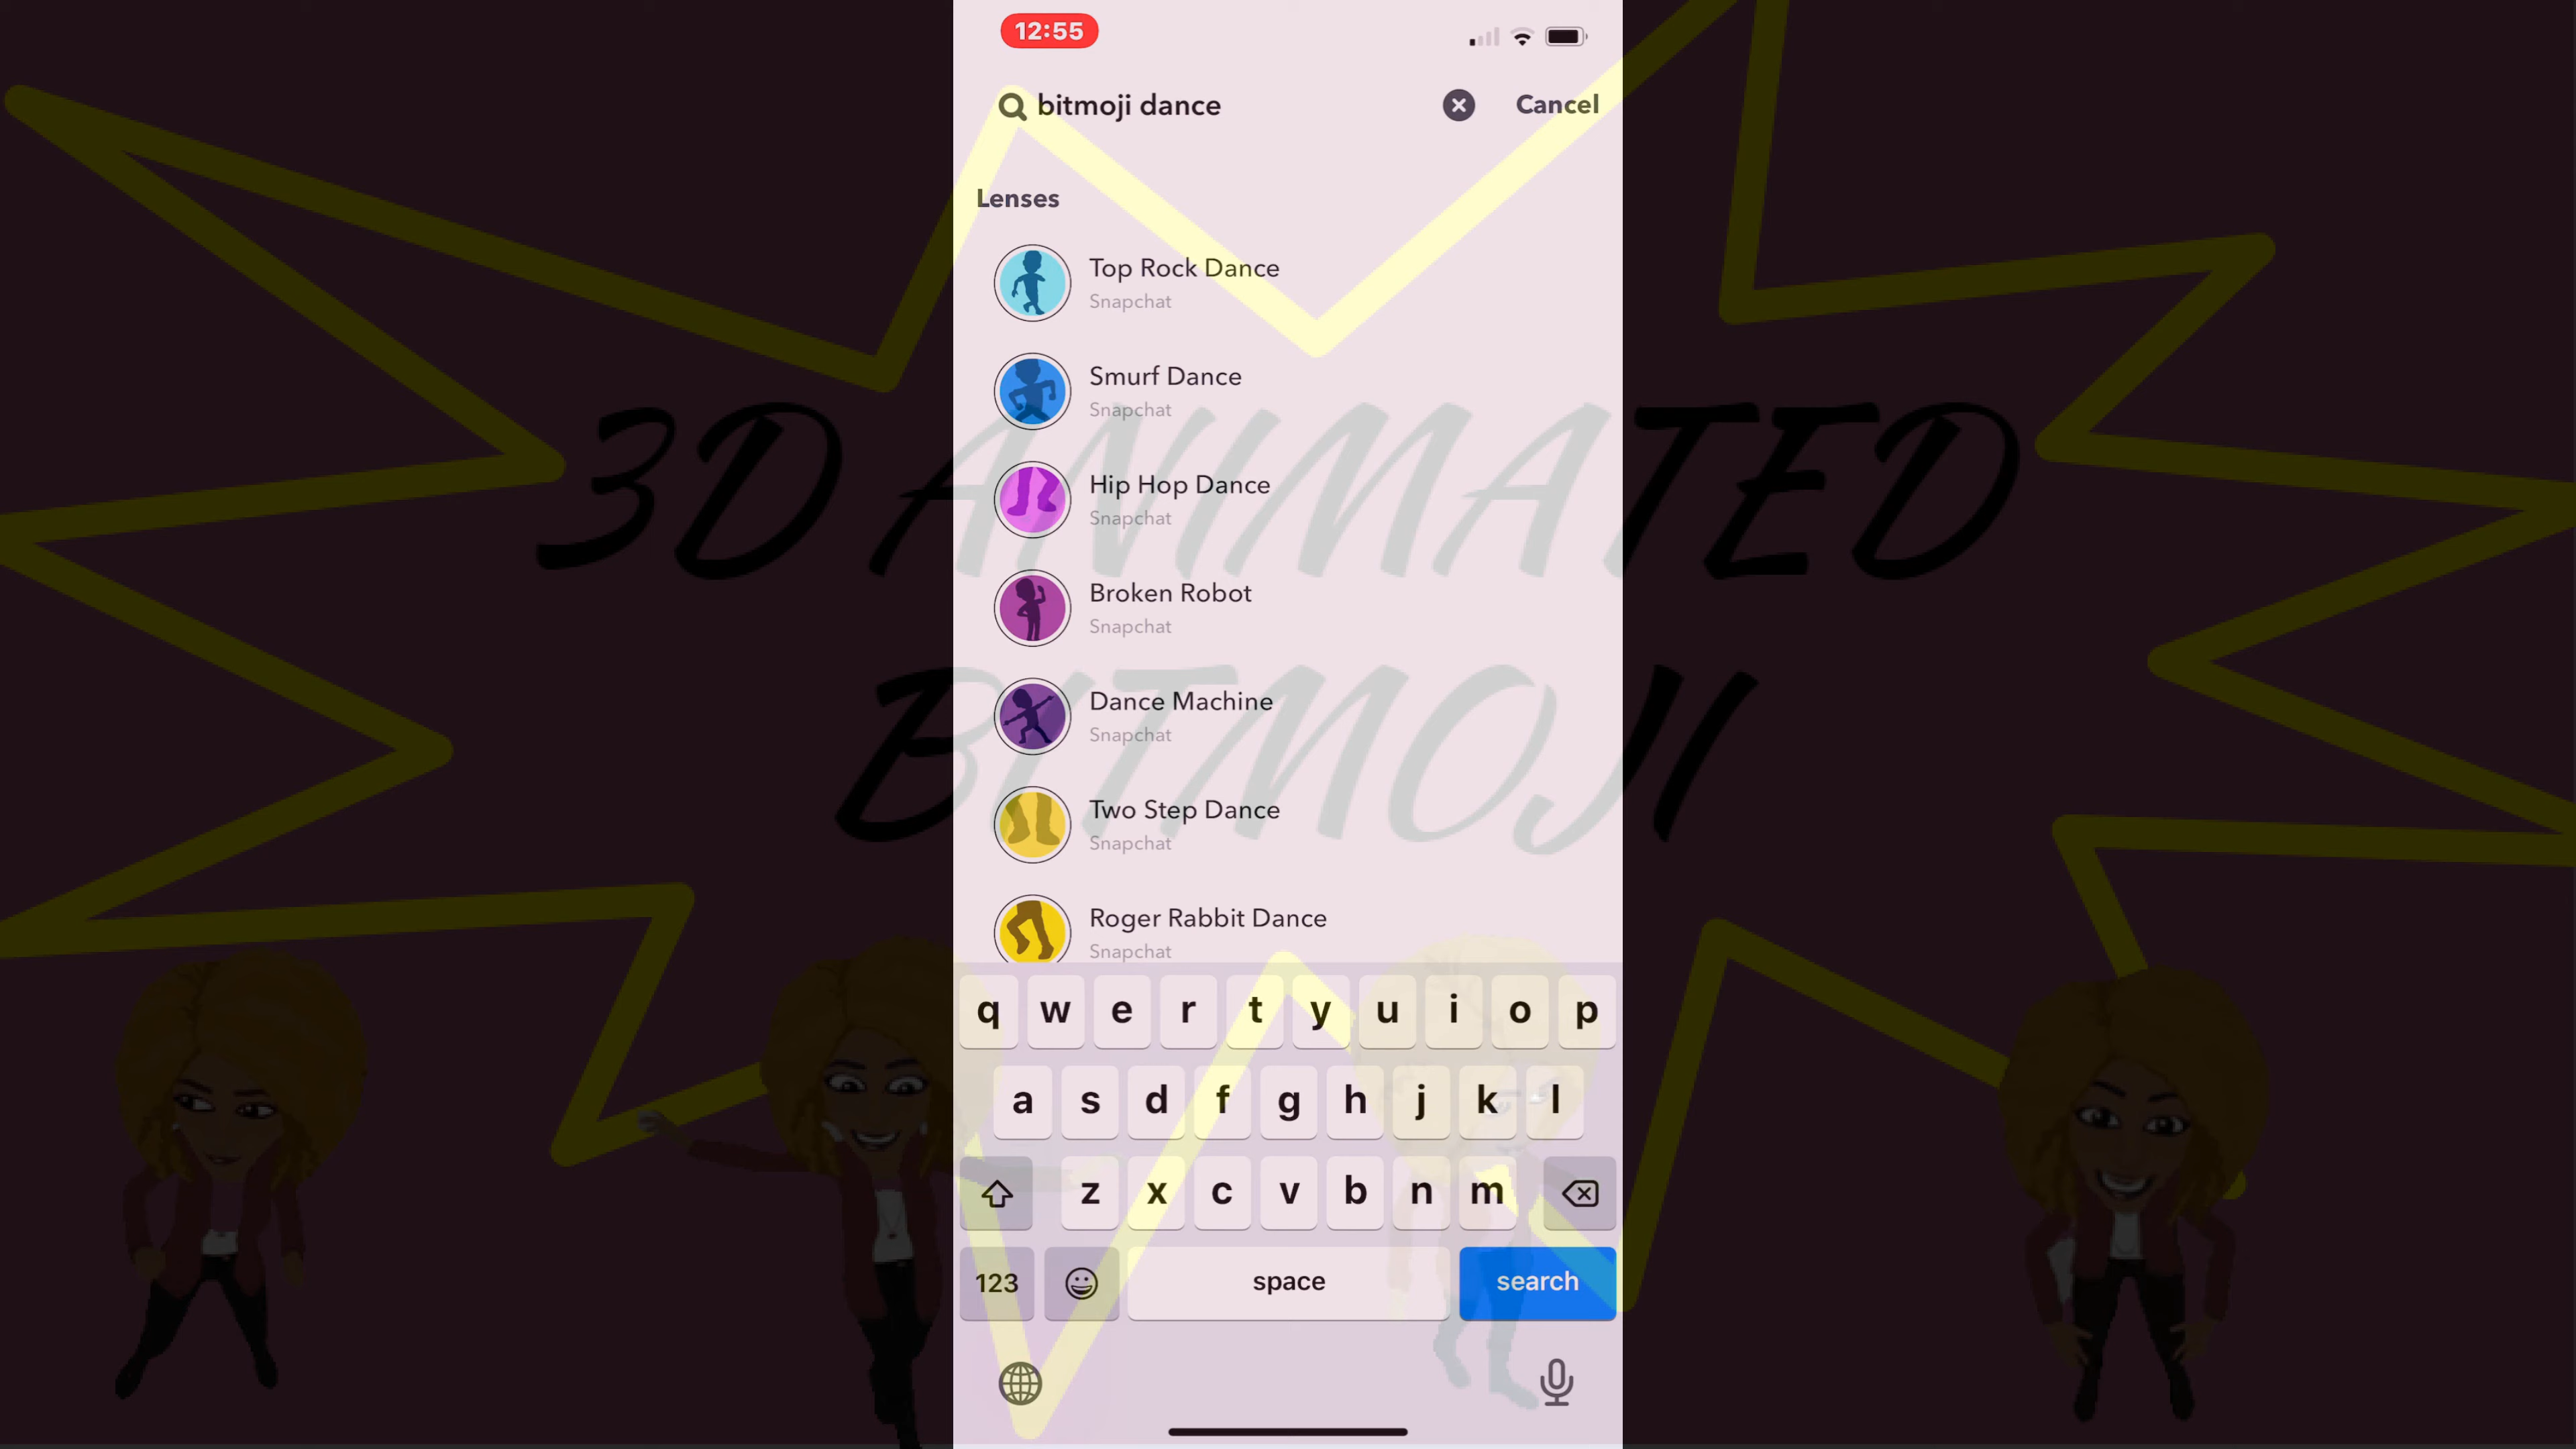 12:55
bitmoji dance
Cancel
Lenses
Top Rock Dance
Snapchat
Smurf Dance
Snapchat
3D ANIMATED
Hip Hop Dance
Snapchat
Broken Robot
Snapchat
BITMOJI
Dance Machine
Snapchat
Two Step Dance
Snapchat
Roger Rabbit Dance
Snapchat
q w e r t y u i o p
a s d f g h j k l
z x c v b n m
123 space search